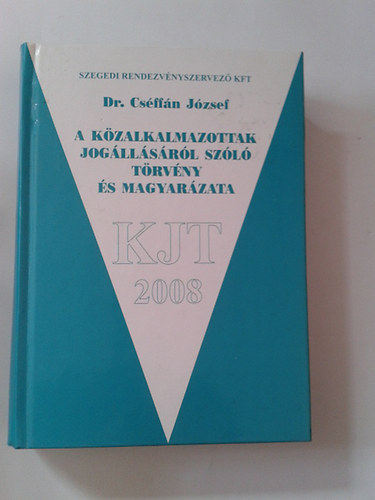 SZEGEDI RENDEZVÉNYSZERVEZŐ KFT
Dr. Cséffán József
A KÖZALKALMAZOTTAK
JOGÁLLÁSÁRÓL SZÓLÓ
TÖRVÉNY
ÉS MAGYARÁZATA
KJT
2008